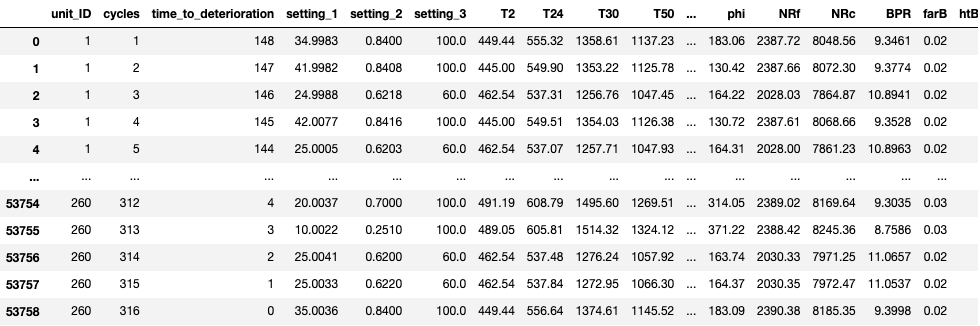 unit_ID cycles time_to_deterioration setting_1 setting_2 setting_3 T2 T24 T30 T50 ... phi NRf NRc BPR farB htB
0 1 1 148 34.9983 0.8400 100.0 449.44 555.32 1358.61 1137.23 ... 183.06 2387.72 8048.56 9.3461 0.02
1 1 2 147 41.9982 0.8408 100.0 445.00 549.90 1353.22 1125.78 ... 130.42 2387.66 8072.30 9.3774 0.02
2 1 3 146 24.9988 0.6218 60.0 462.54 537.31 1256.76 1047.45 ... 164.22 2028.03 7864.87 10.8941 0.02
3 1 4 145 42.0077 0.8416 100.0 445.00 549.51 1354.03 1126.38 ... 130.72 2387.61 8068.66 9.3528 0.02
4 1 5 144 25.0005 0.6203 60.0 462.54 537.07 1257.71 1047.93 ... 164.31 2028.00 7861.23 10.8963 0.02
... ... ... ... ... ... ... ... ... ... ... ... ... ... ... ... ...
53754 260 312 4 20.0037 0.7000 100.0 491.19 608.79 1495.60 1269.51 ... 314.05 2389.02 8169.64 9.3035 0.03
53755 260 313 3 10.0022 0.2510 100.0 489.05 605.81 1514.32 1324.12 ... 371.22 2388.42 8245.36 8.7586 0.03
53756 260 314 2 25.0041 0.6200 60.0 462.54 537.48 1276.24 1057.92 ... 163.74 2030.33 7971.25 11.0657 0.02
53757 260 315 1 25.0033 0.6220 60.0 462.54 537.84 1272.95 1066.30 ... 164.37 2030.35 7972.47 11.0537 0.02
53758 260 316 0 35.0036 0.8400 100.0 449.44 556.64 1374.61 1145.52 ... 183.09 2390.38 8185.35 9.3998 0.02